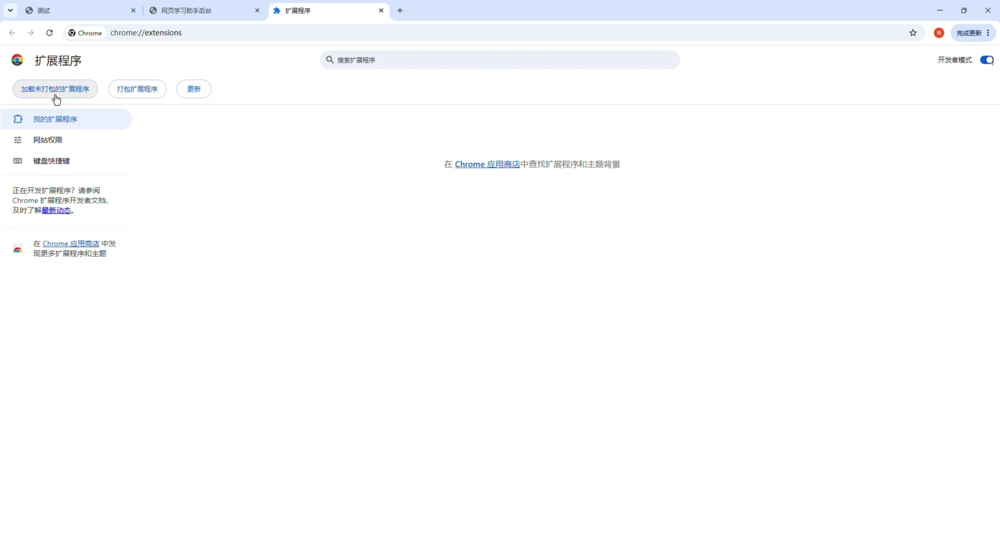 测试
网页学习助手后台
扩展程序
Chrome
chrome://extensions
完成更新
扩展程序
搜索扩展程序
开发者模式
加载未打包的扩展程序
打包扩展程序
更新
我的扩展程序
网站权限
键盘快捷键
在 Chrome 应用商店中查找扩展程序和主题背景
正在开发扩展程序？请参阅
Chrome 扩展程序开发者文档，
及时了解最新动态。
在 Chrome 应用商店 中发
现更多扩展程序和主题